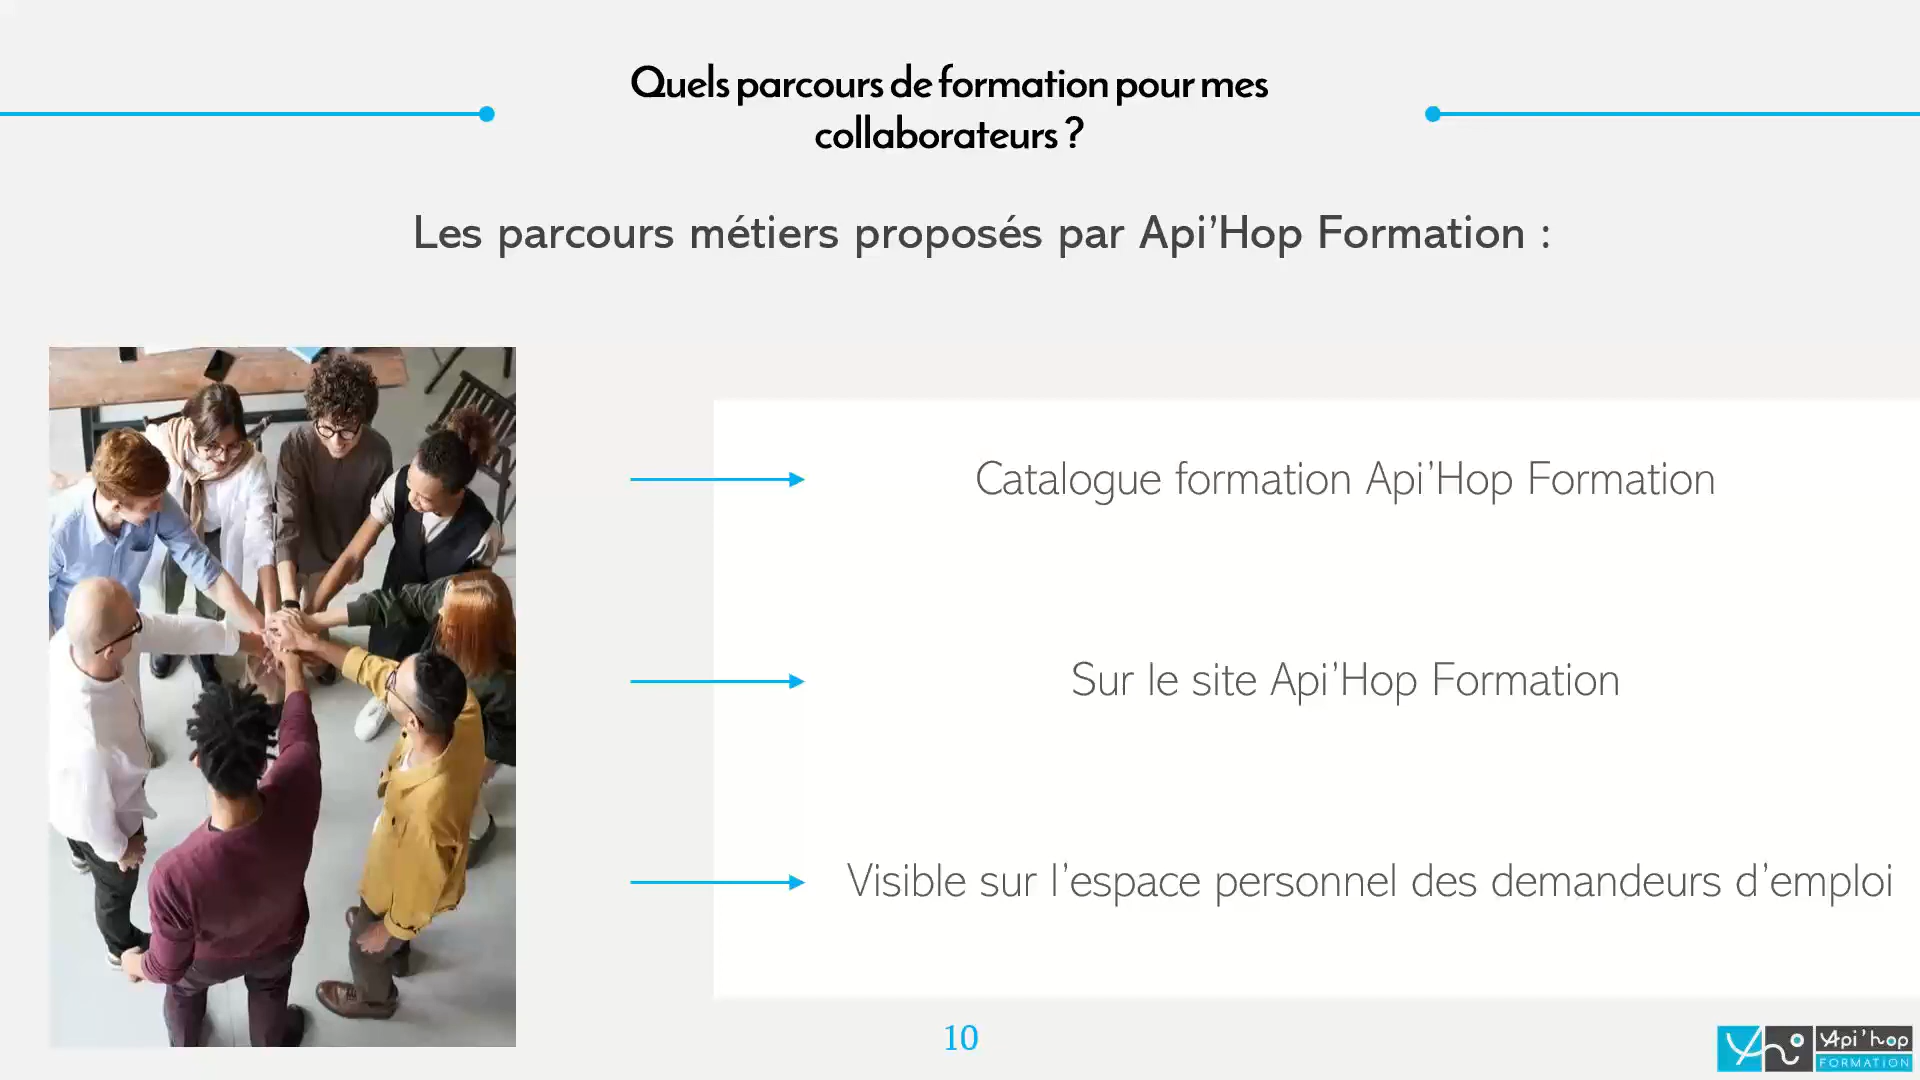 Quels parcours de formation pour mes
collaborateurs ?
Les parcours métiers proposés par Api’Hop Formation :
Catalogue formation Api’Hop Formation
Sur le site Api’Hop Formation
Visible sur l’espace personnel des demandeurs d’emploi
10
Api'hop
FORMATION